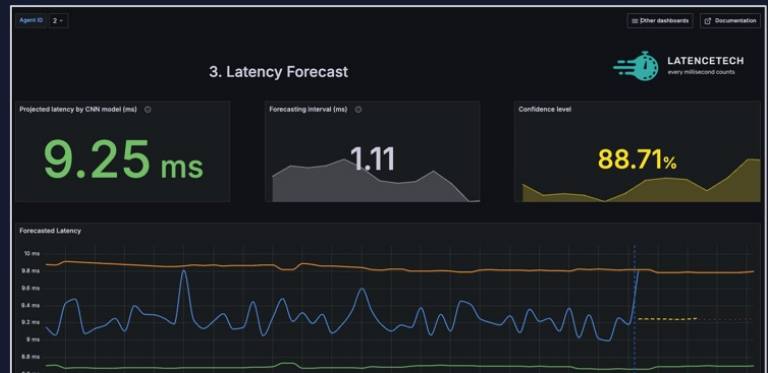 Agent ID 2
Other dashboards
Documentation
3. Latency Forecast
LATENCETECH
every millisecond counts
Projected latency by CNN model (ms)
9.25 ms
Forecasting interval (ms)
1.11
Confidence level
88.71%
Forecasted Latency
10 ms
9.8 ms
9.6 ms
9.4 ms
9.2 ms
9 ms
8.8 ms